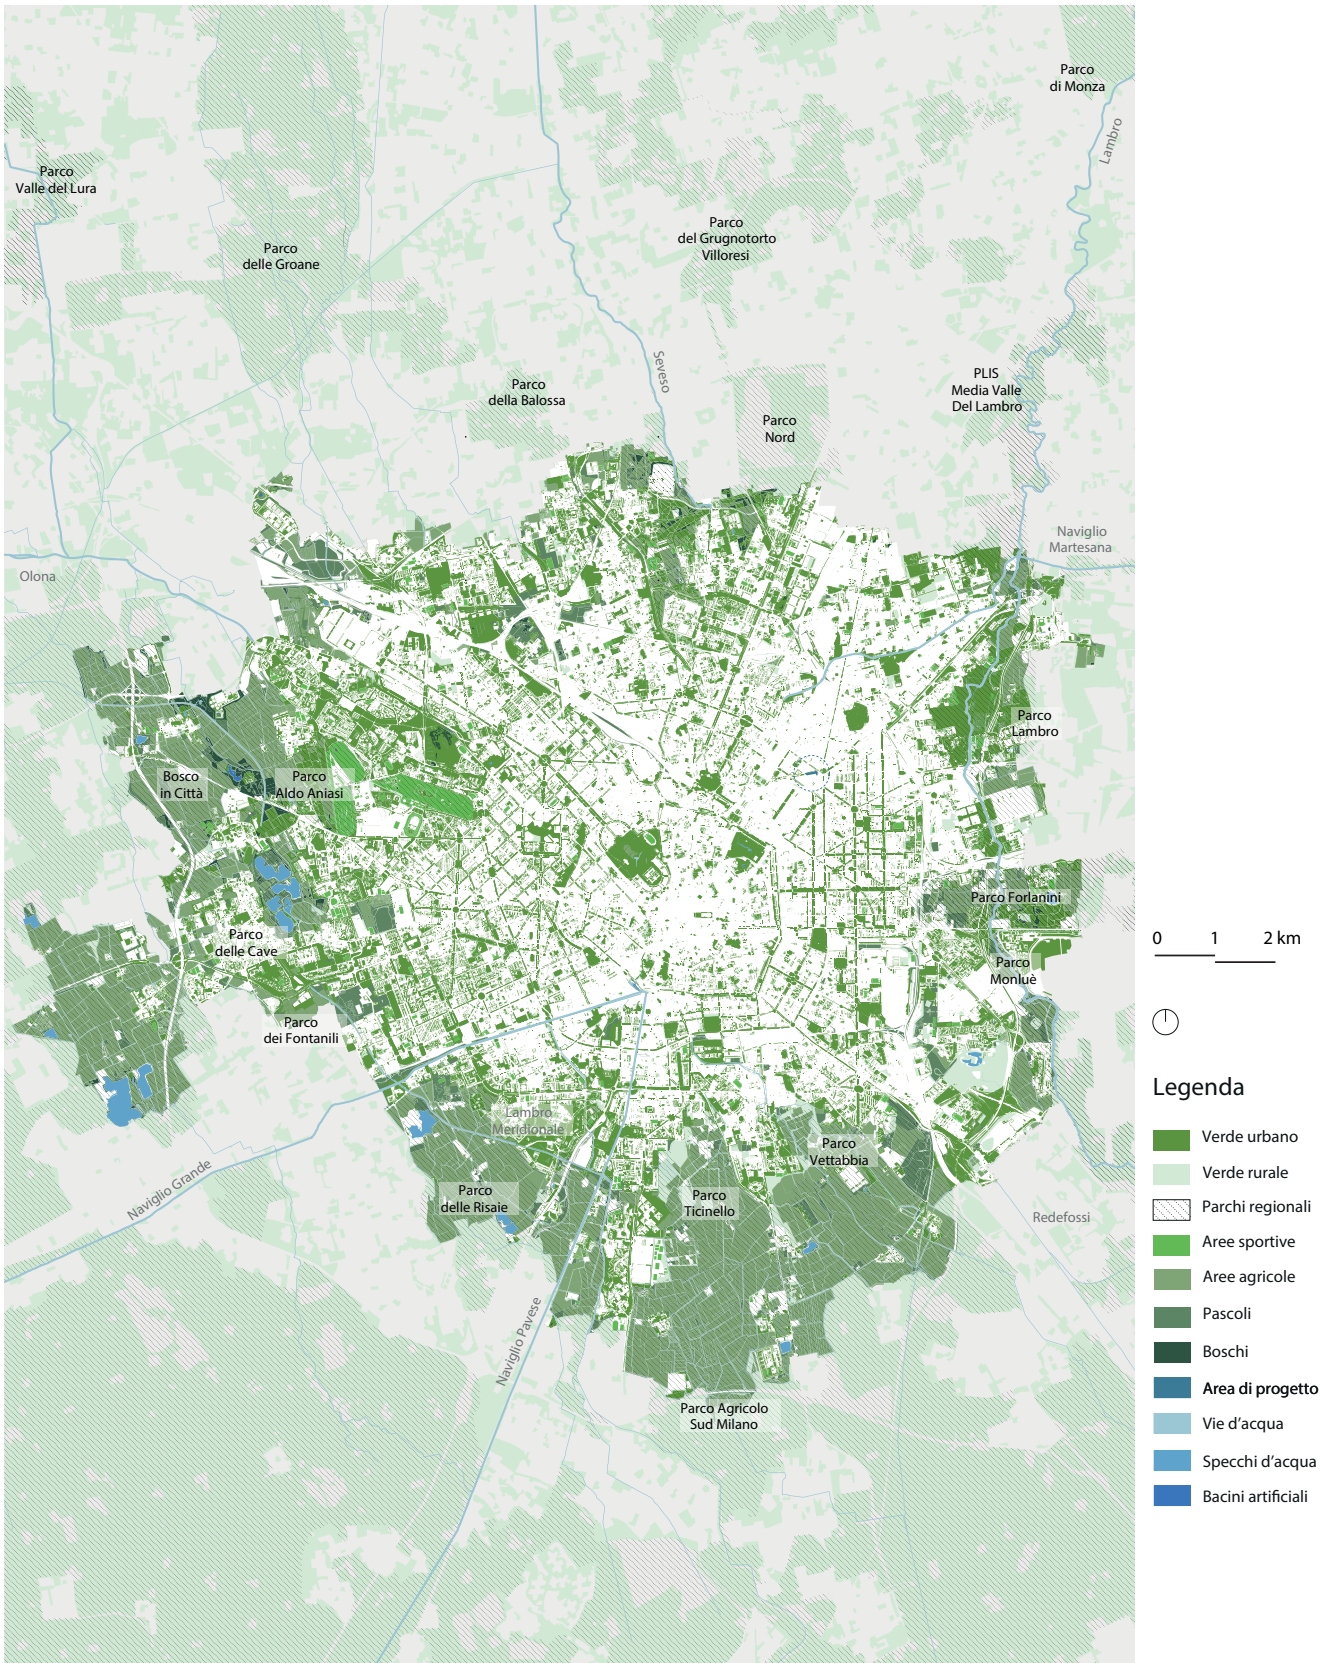 Parco
di Monza
Lambro
Parco
Valle del Lura
Parco
del Grugnotorto
Villoresi
Parco
delle Groane
Seveso
PLIS
Media Valle
Del Lambro
Parco
della Balossa
Parco
Nord
Naviglio
Martesana
Olona
Parco
Lambro
Bosco
in Città
Parco
Aldo Aniasi
Parco Forlanini
Parco
delle Cave
Parco
Monluè
Parco
dei Fontanili
Lambro
Meridionale
Parco
Vettabbia
Naviglio Grande
Parco
delle Risaie
Parco
Ticinello
Redefossi
Naviglio Pavese
Parco Agricolo
Sud Milano
0 1 2 km
Legenda
Verde urbano
Verde rurale
Parchi regionali
Aree sportive
Aree agricole
Pascoli
Boschi
Area di progetto
Vie d'acqua
Specchi d'acqua
Bacini artificiali